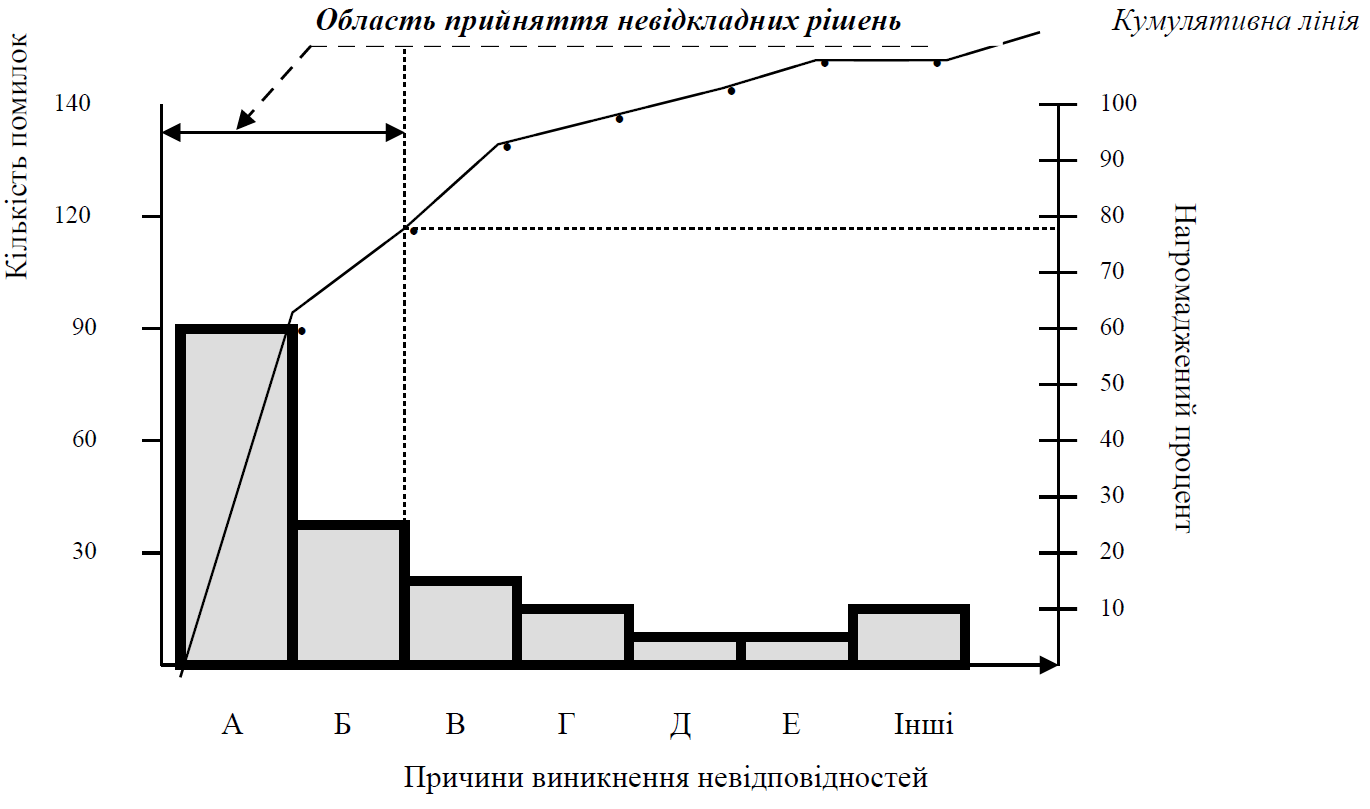 Область прийняття невідкладних рішень
Кумулятивна лінія
Кількість помилок
140
120
90
60
30
100
90
80
70
60
50
40
30
20
10
Нагромаджений процент
А
Б
В
Г
Д
Е
Інші
Причини виникнення невідповідностей